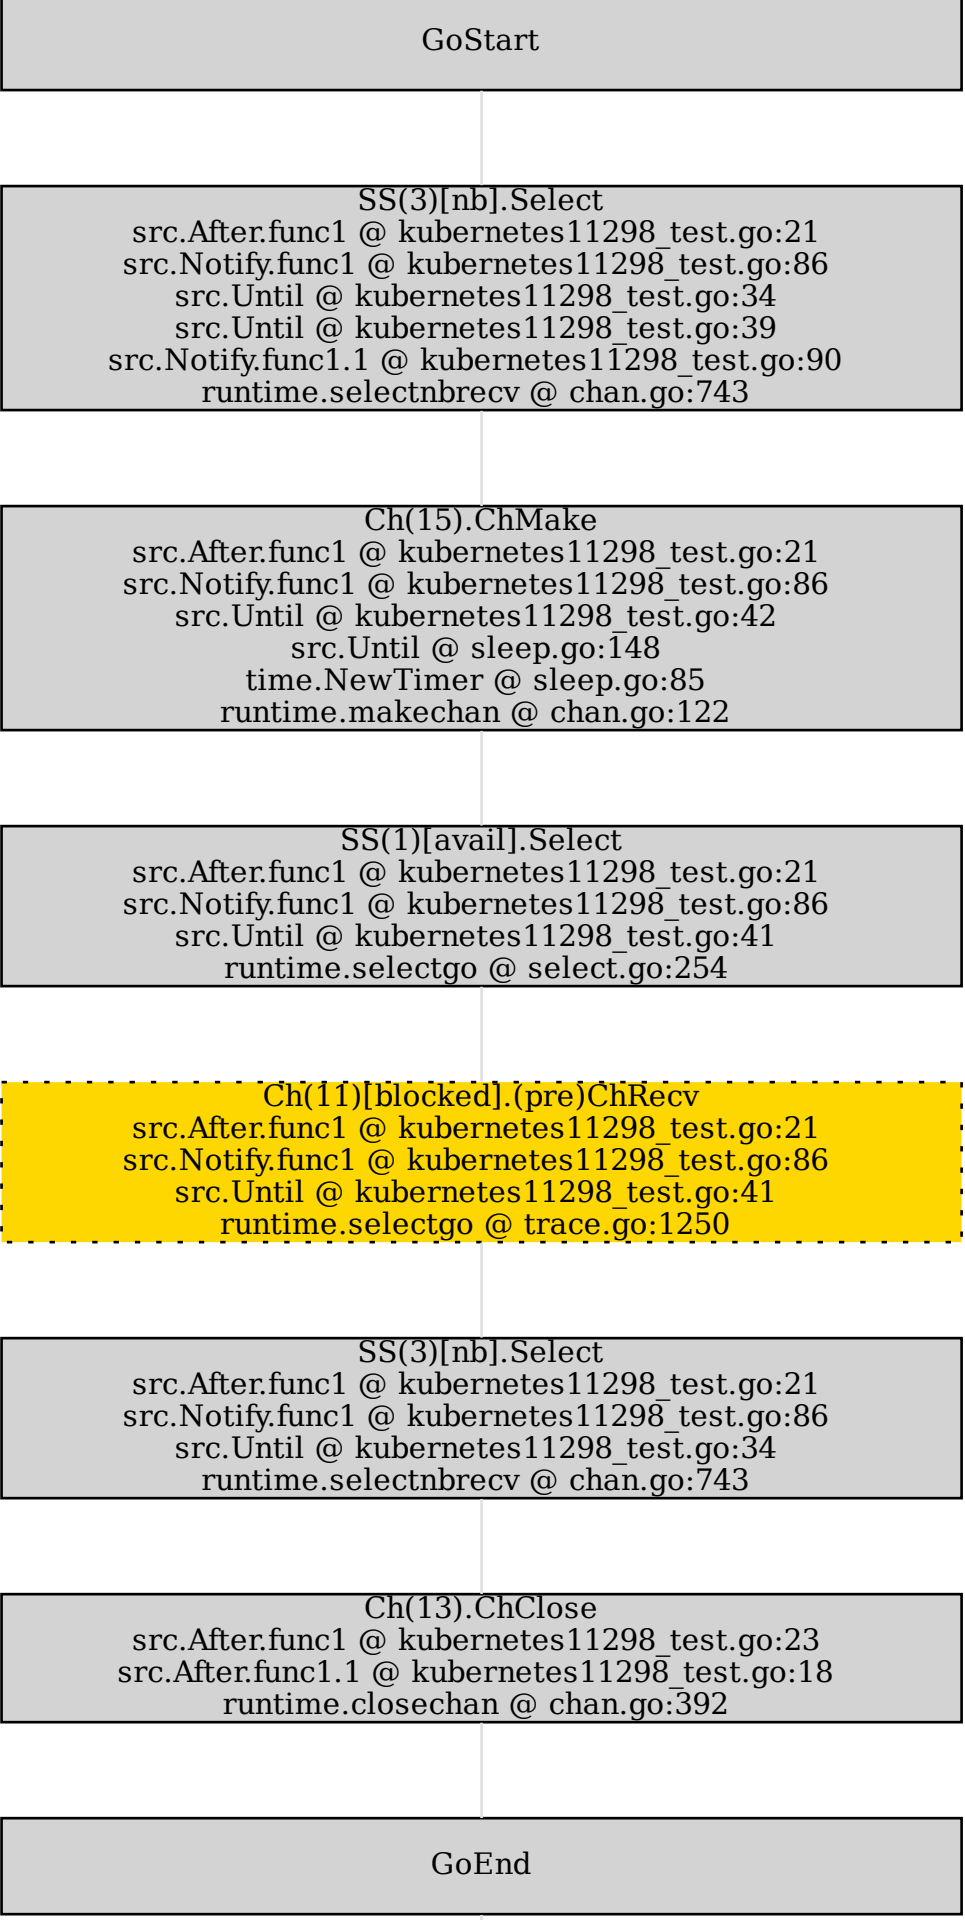 GoStart
SS(3)[nb].Select
src.After.func1 @ kubernetes11298_test.go:21
src.Notify.func1 @ kubernetes11298_test.go:86
src.Until @ kubernetes11298_test.go:34
src.Until @ kubernetes11298_test.go:39
src.Notify.func1.1 @ kubernetes11298_test.go:90
runtime.selectnbrecv @ chan.go:743
Ch(15).ChMake
src.After.func1 @ kubernetes11298_test.go:21
src.Notify.func1 @ kubernetes11298_test.go:86
src.Until @ kubernetes11298_test.go:42
src.Until @ sleep.go:148
time.NewTimer @ sleep.go:85
runtime.makechan @ chan.go:122
SS(1)[avail].Select
src.After.func1 @ kubernetes11298_test.go:21
src.Notify.func1 @ kubernetes11298_test.go:86
src.Until @ kubernetes11298_test.go:41
runtime.selectgo @ select.go:254
Ch(11)[blocked].(pre)ChRecv
src.After.func1 @ kubernetes11298_test.go:21
src.Notify.func1 @ kubernetes11298_test.go:86
src.Until @ kubernetes11298_test.go:41
runtime.selectgo @ trace.go:1250
SS(3)[nb].Select
src.After.func1 @ kubernetes11298_test.go:21
src.Notify.func1 @ kubernetes11298_test.go:86
src.Until @ kubernetes11298_test.go:34
runtime.selectnbrecv @ chan.go:743
Ch(13).ChClose
src.After.func1 @ kubernetes11298_test.go:23
src.After.func1.1 @ kubernetes11298_test.go:18
runtime.closechan @ chan.go:392
GoEnd